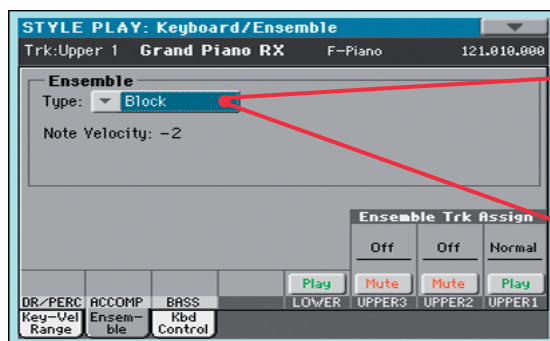 STYLE PLAY: Keyboard/Ensemble
Trk:Upper 1 Grand Piano RX F-Piano 121.010.000
Ensemble
Type: Block
Note Velocity: -2
Ensemble Trk Assign
Off Off Normal
Play Mute Mute Play
DR/PERC ACCOMP BASS LOWER UPPER3 UPPER2 UPPER1
Key-Vel Range Ensem-ble Kbd Control